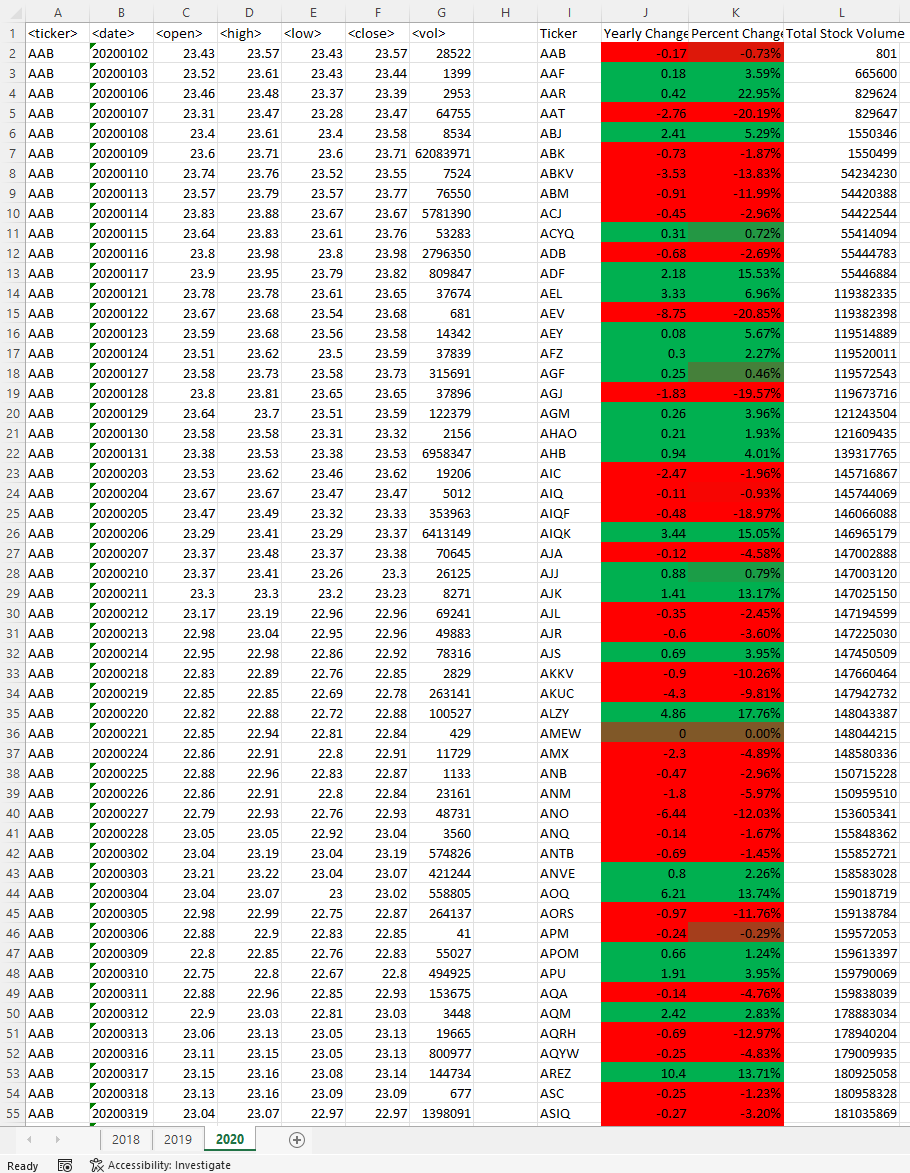 A B C D E F G H I J K L
1 <ticker> <date> <open> <high> <low> <close> <vol> Ticker Yearly Change Percent Change Total Stock Volume
2 AAB 20200102 23.43 23.57 23.43 23.57 28522 AAB -0.17 -0.73% 801
3 AAB 20200103 23.52 23.61 23.43 23.44 1399 AAF 0.18 3.59% 665600
4 AAB 20200106 23.46 23.48 23.37 23.39 2953 AAR 0.42 22.95% 829624
5 AAB 20200107 23.31 23.47 23.28 23.47 64755 AAT -2.76 -20.19% 829647
6 AAB 20200108 23.4 23.61 23.4 23.58 8534 ABJ 2.41 5.29% 1550346
7 AAB 20200109 23.6 23.71 23.6 23.71 62083971 ABK -0.73 -1.87% 1550499
8 AAB 20200110 23.74 23.76 23.52 23.55 7524 ABKV -3.53 -13.83% 54234230
9 AAB 20200113 23.57 23.79 23.57 23.77 76550 ABM -0.91 -11.99% 54420388
10 AAB 20200114 23.83 23.88 23.67 23.67 5781390 ACJ -0.45 -2.96% 54422544
11 AAB 20200115 23.64 23.83 23.61 23.76 53283 ACYQ 0.31 0.72% 55414094
12 AAB 20200116 23.8 23.98 23.8 23.98 2796350 ADB -0.68 -2.69% 55444783
13 AAB 20200117 23.9 23.95 23.79 23.82 809847 ADF 2.18 15.53% 55446884
14 AAB 20200121 23.78 23.78 23.61 23.65 37674 AEL 3.33 6.96% 119382335
15 AAB 20200122 23.67 23.68 23.54 23.68 681 AEV -8.75 -20.85% 119382398
16 AAB 20200123 23.59 23.68 23.56 23.58 14342 AEY 0.08 5.67% 119514889
17 AAB 20200124 23.51 23.62 23.5 23.59 37839 AFZ 0.3 2.27% 119520011
18 AAB 20200127 23.58 23.73 23.58 23.73 315691 AGF 0.25 0.46% 119572543
19 AAB 20200128 23.8 23.81 23.65 23.65 37896 AGJ -1.83 -19.57% 119673716
20 AAB 20200129 23.64 23.7 23.51 23.59 122379 AGM 0.26 3.96% 121243504
21 AAB 20200130 23.58 23.58 23.31 23.32 2156 AHAO 0.21 1.93% 121609435
22 AAB 20200131 23.38 23.53 23.38 23.53 6958347 AHB 0.94 4.01% 139317765
23 AAB 20200203 23.53 23.62 23.46 23.62 19206 AIC -2.47 -1.96% 145716867
24 AAB 20200204 23.67 23.67 23.47 23.47 5012 AIQ -0.11 -0.93% 145744069
25 AAB 20200205 23.47 23.49 23.32 23.33 353963 AIQF -0.48 -18.97% 146066088
26 AAB 20200206 23.29 23.41 23.29 23.37 6413149 AIQK 3.44 15.05% 146965179
27 AAB 20200207 23.37 23.48 23.37 23.38 70645 AJA -0.12 -4.58% 147002888
28 AAB 20200210 23.37 23.41 23.26 23.3 26125 AJJ 0.88 0.79% 147003120
29 AAB 20200211 23.3 23.3 23.2 23.23 8271 AJK 1.41 13.17% 147025150
30 AAB 20200212 23.17 23.19 22.96 22.96 69241 AJL -0.35 -2.45% 147194599
31 AAB 20200213 22.98 23.04 22.95 22.96 49883 AJR -0.6 -3.60% 147225030
32 AAB 20200214 22.95 22.98 22.86 22.92 78316 AJS 0.69 3.95% 147450509
33 AAB 20200218 22.83 22.89 22.76 22.85 2829 AKKV -0.9 -10.26% 147660464
34 AAB 20200219 22.85 22.85 22.69 22.78 263141 AKUC -4.3 -9.81% 147942732
35 AAB 20200220 22.82 22.88 22.72 22.88 100527 ALZY 4.86 17.76% 148043387
36 AAB 20200221 22.85 22.94 22.81 22.84 429 AMEW 0 0.00% 148044215
37 AAB 20200224 22.86 22.91 22.8 22.91 11729 AMX -2.3 -4.89% 148580336
38 AAB 20200225 22.88 22.96 22.83 22.87 1133 ANB -0.47 -2.96% 150715228
39 AAB 20200226 22.86 22.91 22.8 22.84 23161 ANM -1.8 -5.97% 150959510
40 AAB 20200227 22.79 22.93 22.76 22.93 48731 ANO -6.44 -12.03% 153605341
41 AAB 20200228 23.05 23.05 22.92 23.04 3560 ANQ -0.14 -1.67% 155848362
42 AAB 20200302 23.04 23.19 23.04 23.19 574826 ANTB -0.69 -1.45% 155852721
43 AAB 20200303 23.21 23.22 23.04 23.07 421244 ANVE 0.8 2.26% 158583028
44 AAB 20200304 23.04 23.07 23 23.02 558805 AOQ 6.21 13.74% 159018719
45 AAB 20200305 22.98 22.99 22.75 22.87 264137 AORS -0.97 -11.76% 159138784
46 AAB 20200306 22.88 22.9 22.83 22.85 41 APM -0.24 -0.29% 159572053
47 AAB 20200309 22.8 22.85 22.76 22.83 55027 APOM 0.66 1.24% 159613397
48 AAB 20200310 22.75 22.8 22.67 22.8 494925 APU 1.91 3.95% 159790069
49 AAB 20200311 22.88 22.96 22.85 22.93 153675 AQA -0.14 -4.76% 159838039
50 AAB 20200312 22.9 23.03 22.81 23.03 3448 AQM 2.42 2.83% 178883034
51 AAB 20200313 23.06 23.13 23.05 23.13 19665 AQRH -0.69 -12.97% 178940204
52 AAB 20200316 23.11 23.15 23.05 23.13 800977 AQYW -0.25 -4.83% 179009935
53 AAB 20200317 23.15 23.16 23.08 23.14 144734 AREZ 10.4 13.71% 180925058
54 AAB 20200318 23.13 23.16 23.09 23.09 677 ASC -0.25 -1.23% 180958328
55 AAB 20200319 23.04 23.07 22.97 22.97 1398091 ASIQ -0.27 -3.20% 181035869
2018 2019 2020
Ready Accessibility: Investigate